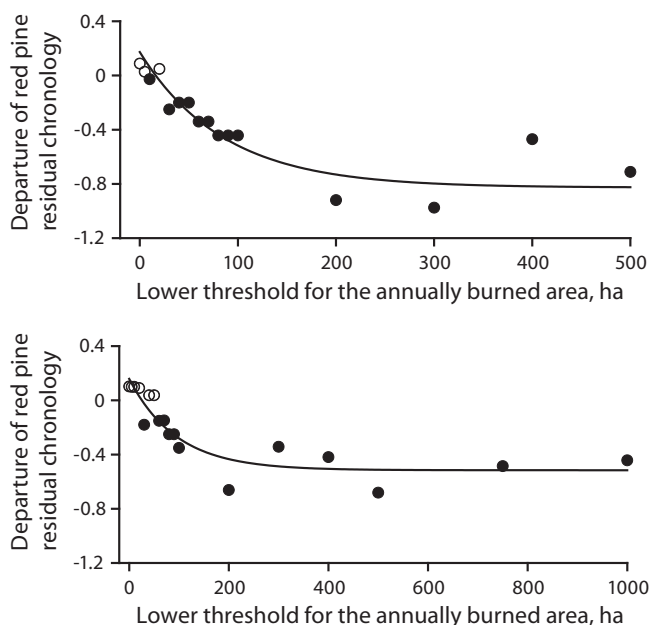 0.4
0
-0.4
-0.8
-1.2
Departure of red pine
residual chronology
0 100 200 300 400 500
Lower threshold for the annually burned area, ha
0.4
0
-0.4
-0.8
-1.2
Departure of red pine
residual chronology
0 200 400 600 800 1000
Lower threshold for the annually burned area, ha